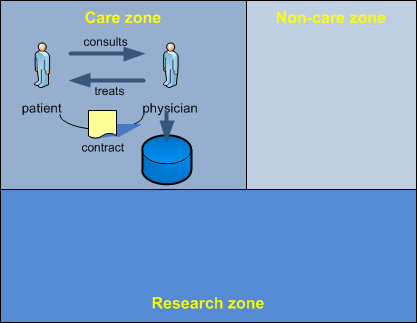 Care zone
Non-care zone
consults
treats
patient
physician
contract
Research zone